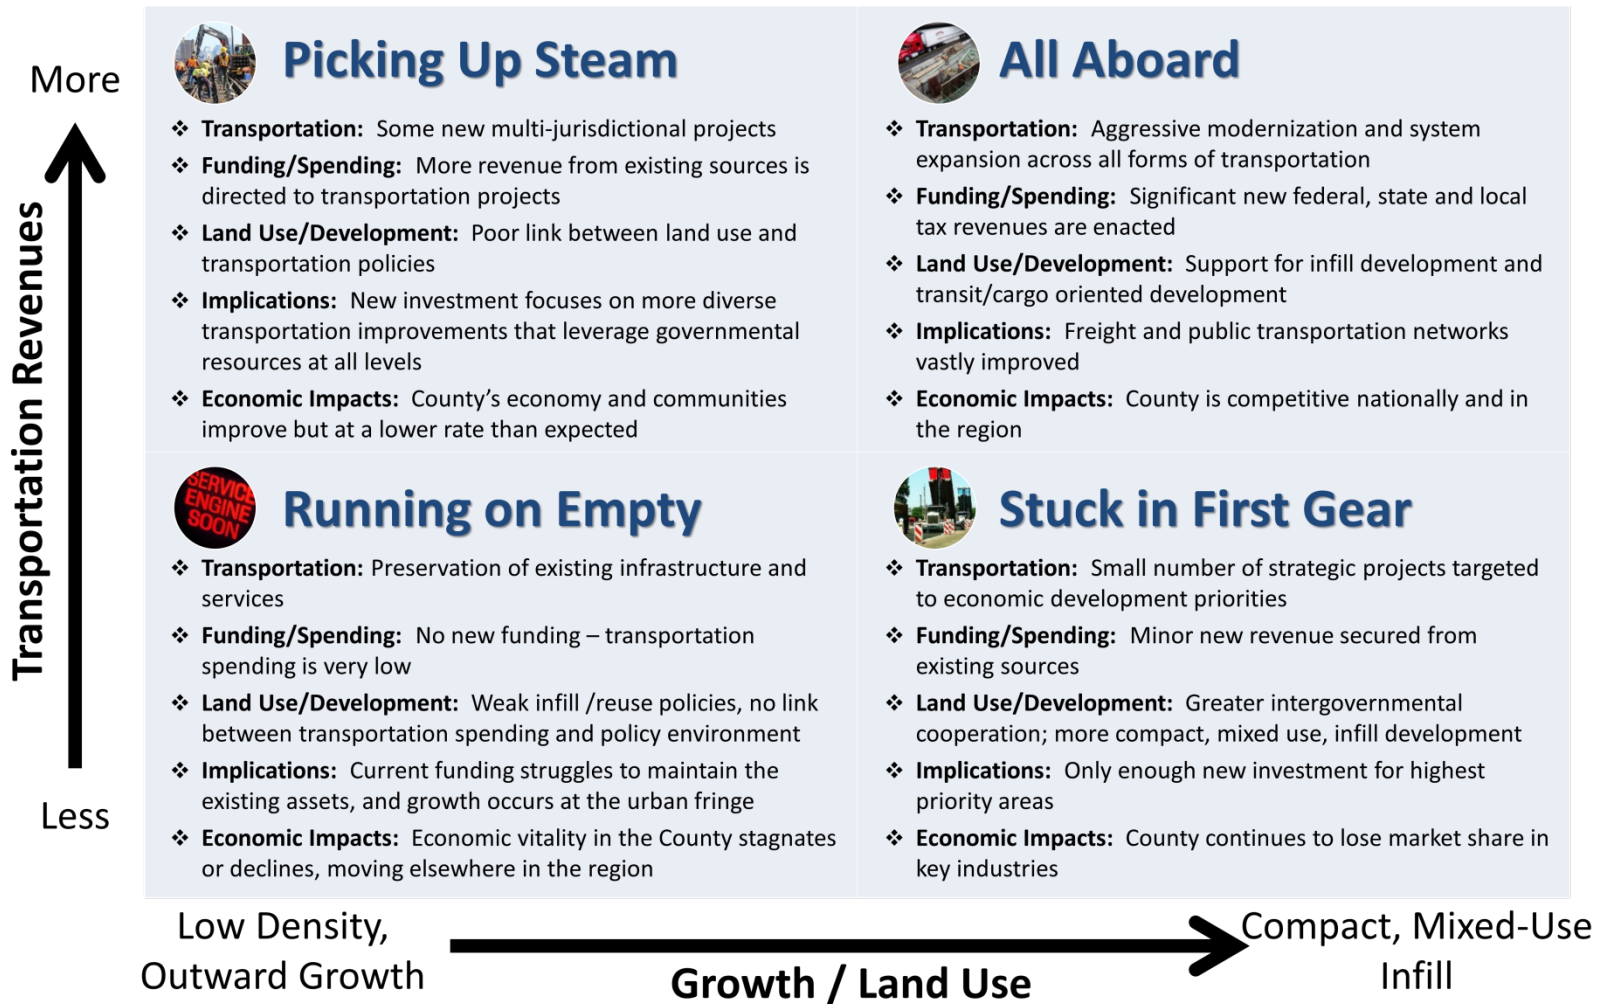 More
Transportation Revenues
Less
Picking Up Steam
❖ Transportation: Some new multi-jurisdictional projects
❖ Funding/Spending: More revenue from existing sources is
directed to transportation projects
❖ Land Use/Development: Poor link between land use and
transportation policies
❖ Implications: New investment focuses on more diverse
transportation improvements that leverage governmental
resources at all levels
❖ Economic Impacts: County’s economy and communities
improve but at a lower rate than expected
All Aboard
❖ Transportation: Aggressive modernization and system
expansion across all forms of transportation
❖ Funding/Spending: Significant new federal, state and local
tax revenues are enacted
❖ Land Use/Development: Support for infill development and
transit/cargo oriented development
❖ Implications: Freight and public transportation networks
vastly improved
❖ Economic Impacts: County is competitive nationally and in
the region
SERVICE
ENGINE
SOON
Running on Empty
❖ Transportation: Preservation of existing infrastructure and
services
❖ Funding/Spending: No new funding – transportation
spending is very low
❖ Land Use/Development: Weak infill /reuse policies, no link
between transportation spending and policy environment
❖ Implications: Current funding struggles to maintain the
existing assets, and growth occurs at the urban fringe
❖ Economic Impacts: Economic vitality in the County stagnates
or declines, moving elsewhere in the region
Stuck in First Gear
❖ Transportation: Small number of strategic projects targeted
to economic development priorities
❖ Funding/Spending: Minor new revenue secured from
existing sources
❖ Land Use/Development: Greater intergovernmental
cooperation; more compact, mixed use, infill development
❖ Implications: Only enough new investment for highest
priority areas
❖ Economic Impacts: County continues to lose market share in
key industries
Low Density,
Outward Growth
Growth / Land Use
Compact, Mixed-Use
Infill